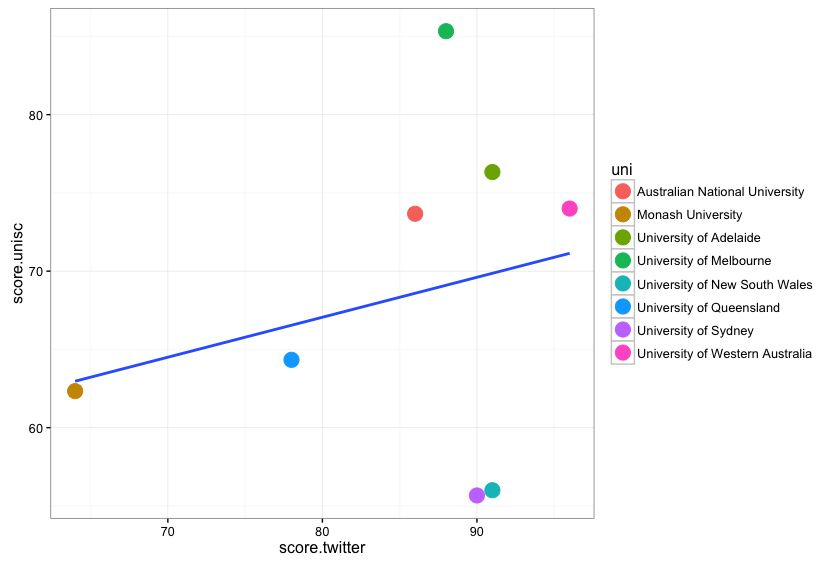 80
70
60
score.unisc
70 80 90
score.twitter
uni
Australian National University
Monash University
University of Adelaide
University of Melbourne
University of New South Wales
University of Queensland
University of Sydney
University of Western Australia